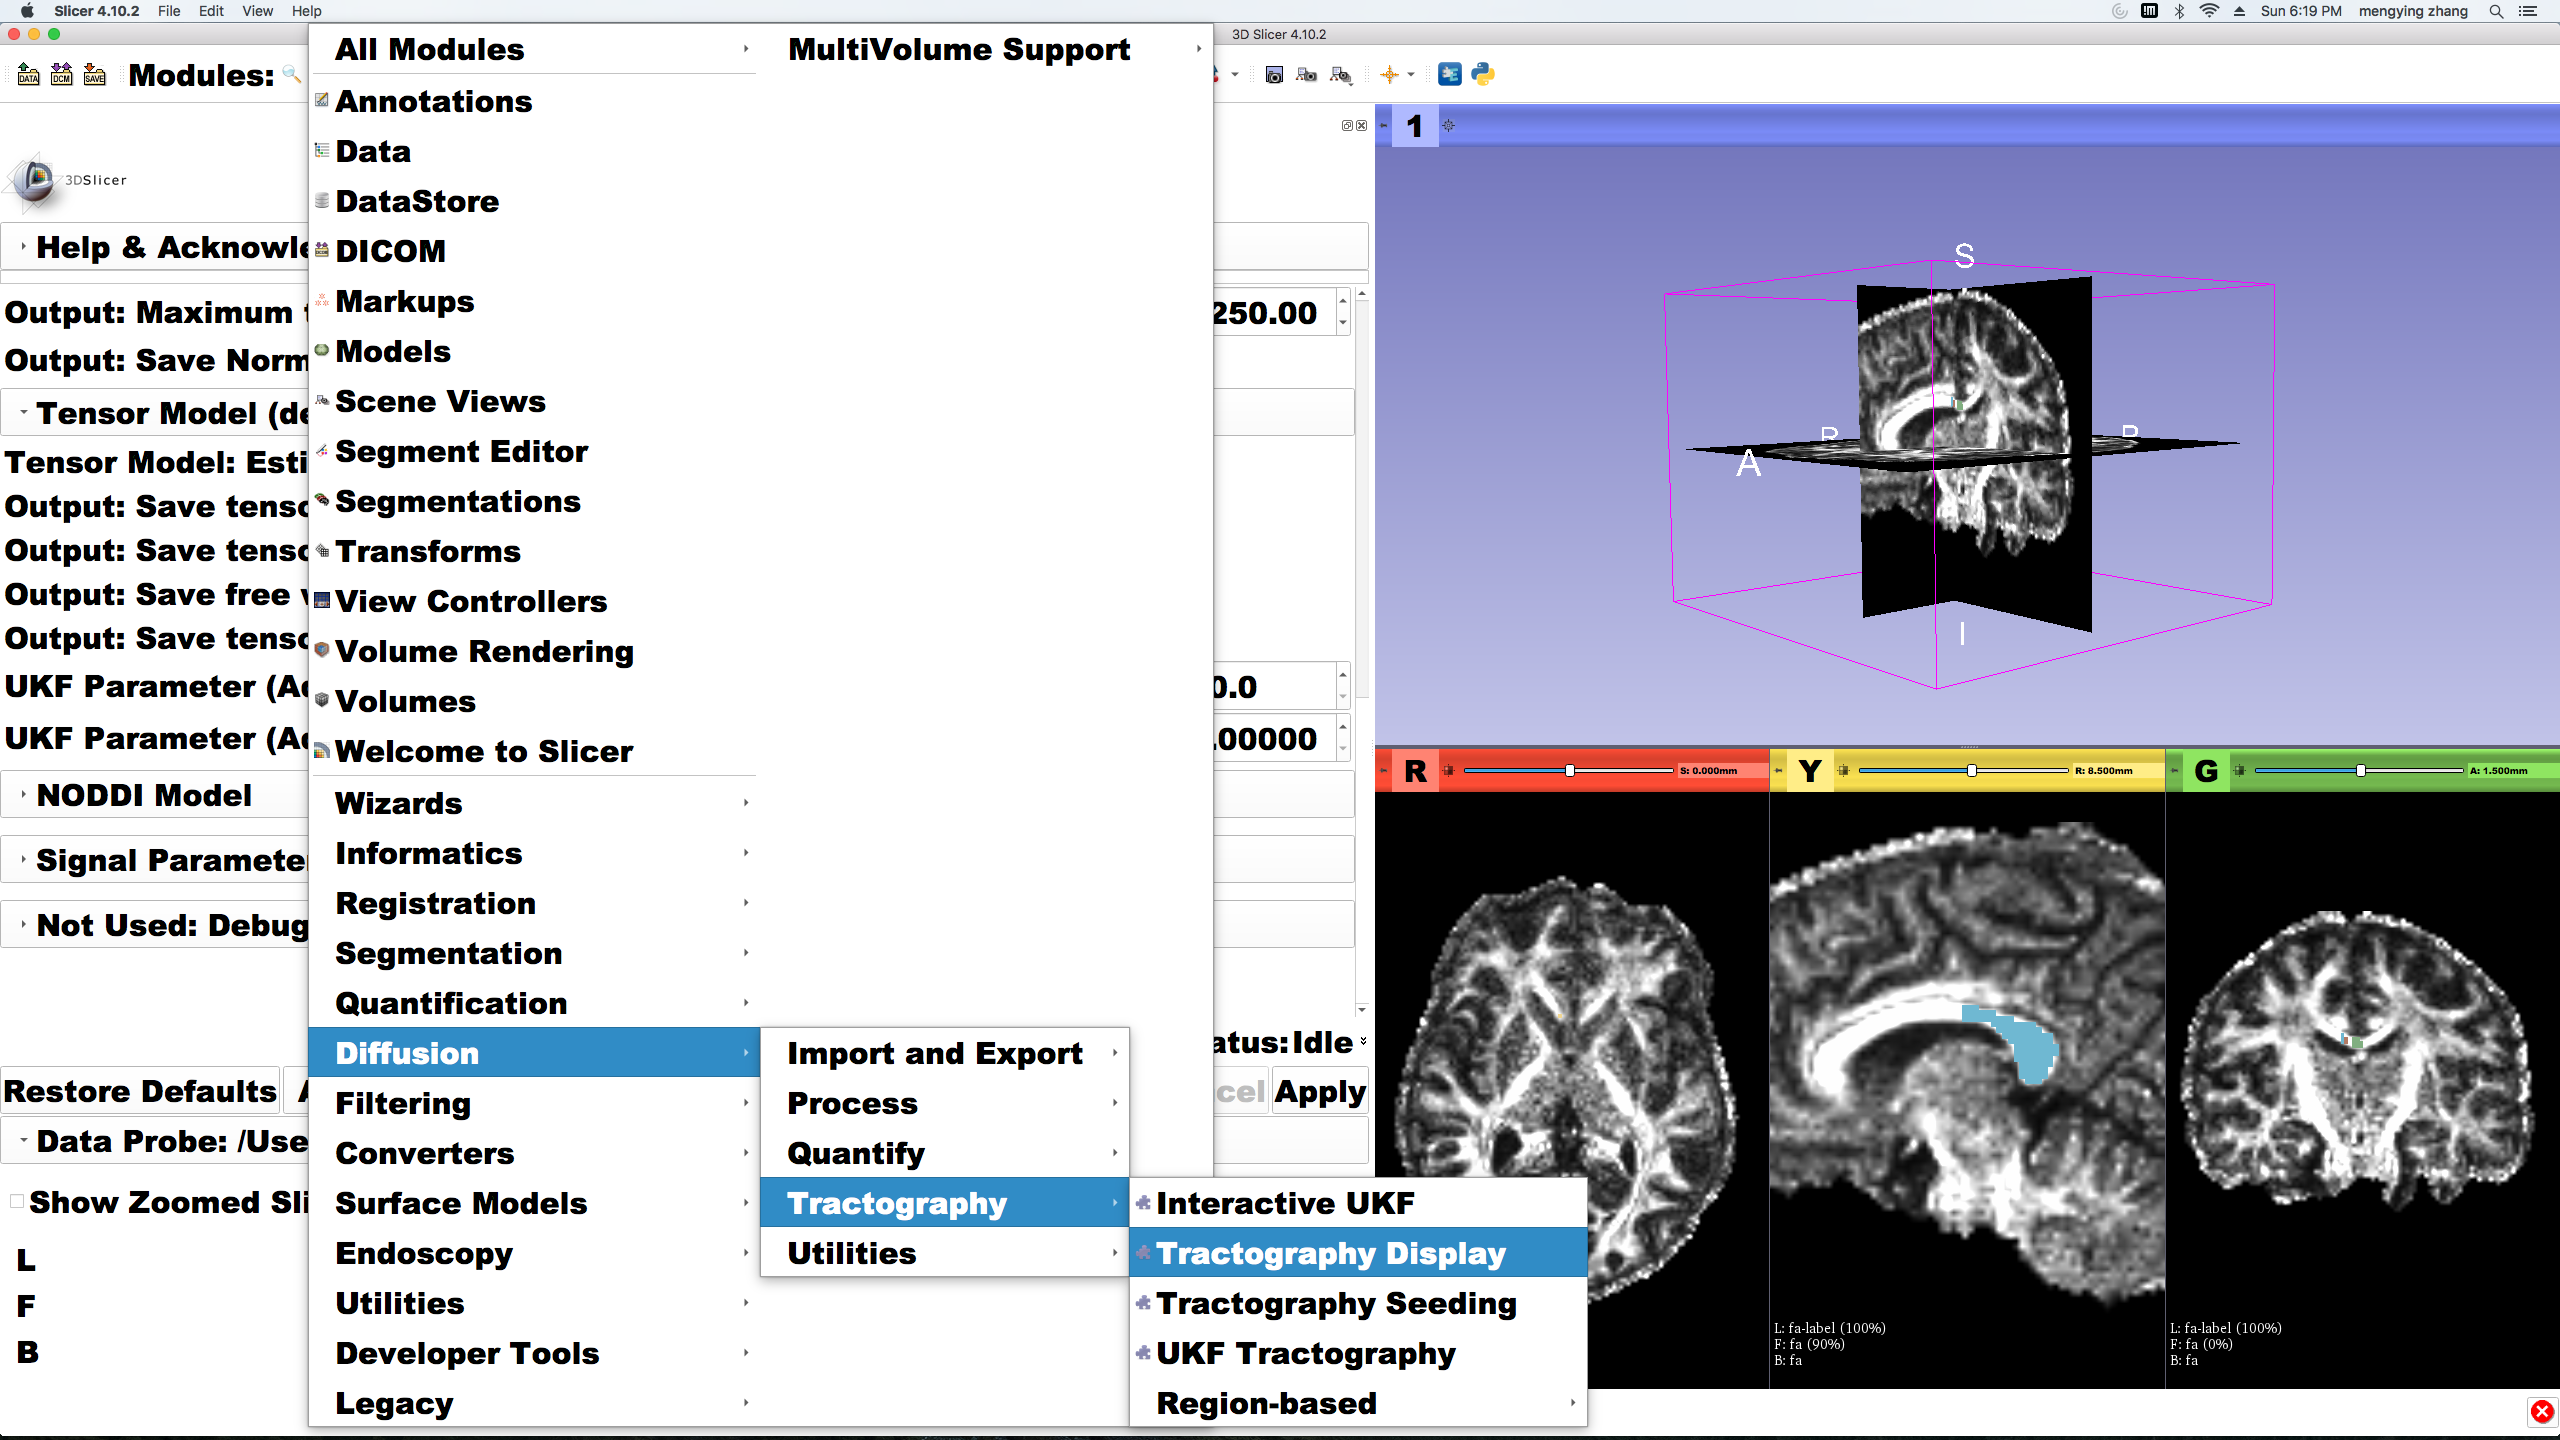 Slicer 4.10.2 File Edit View Help
Sun 6:19 PM mengying zhang
3D Slicer 4.10.2
DATA DCM SAVE Modules:
3DSlicer
Help & Acknowle
Output: Maximum
250.00
Output: Save Norm
Tensor Model (de
Tensor Model: Esti
Output: Save tenso
Output: Save tenso
Output: Save free
Output: Save tenso
UKF Parameter (Ad
0.0
UKF Parameter (Ad
.00000
NODDI Model
Signal Paramete
Not Used: Debug
atus: Idle
Restore Defaults
cel Apply
Data Probe: /Use
Show Zoomed Sli
L
F
B
All Modules
Annotations
Data
DataStore
DICOM
Markups
Models
Scene Views
Segment Editor
Segmentations
Transforms
View Controllers
Volume Rendering
Volumes
Welcome to Slicer
Wizards
Informatics
Registration
Segmentation
Quantification
Diffusion
Filtering
Converters
Surface Models
Endoscopy
Utilities
Developer Tools
Legacy
MultiVolume Support
Import and Export
Process
Quantify
Tractography
Utilities
Interactive UKF
Tractography Display
Tractography Seeding
UKF Tractography
Region-based
1
S
A
I
R S: 0.000mm
Y R: 8.500mm
G A: 1.500mm
L: fa-label (100%)
F: fa (90%)
B: fa
L: fa-label (100%)
F: fa (0%)
B: fa